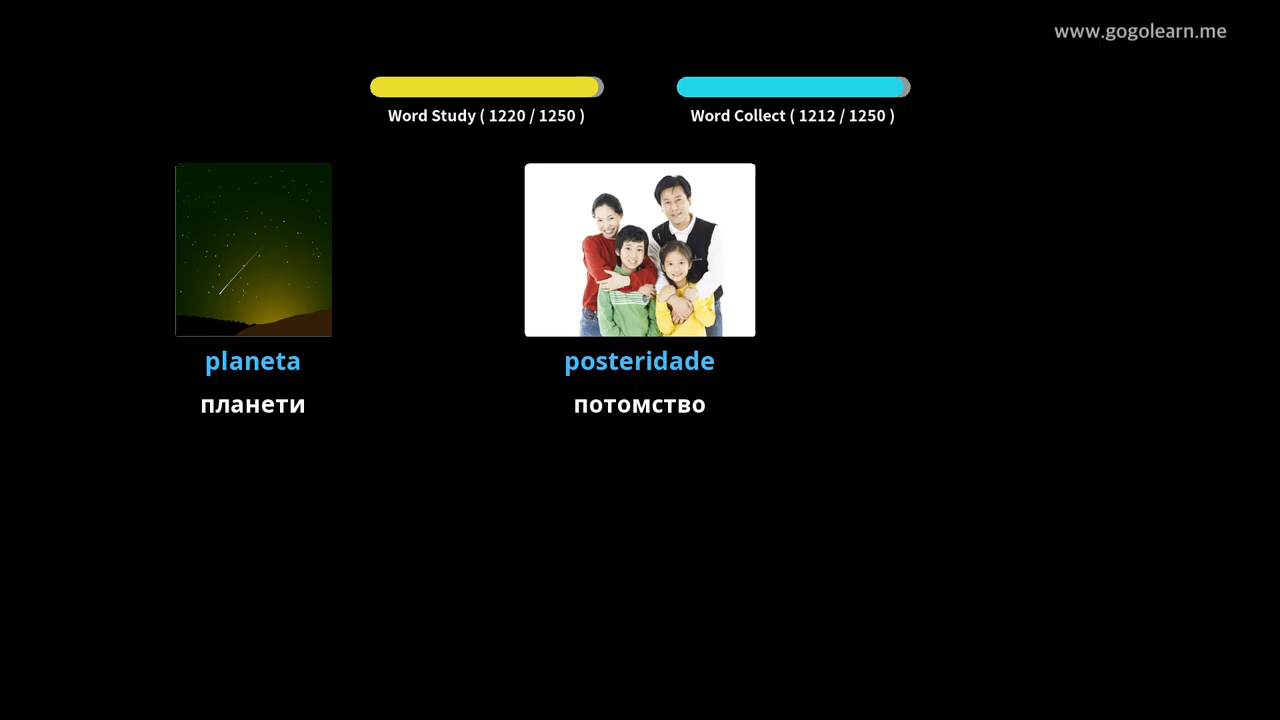 www.gogolearn.me
Word Study ( 1220 / 1250 )
Word Collect ( 1212 / 1250 )
planeta
posteridade
планети
потомство